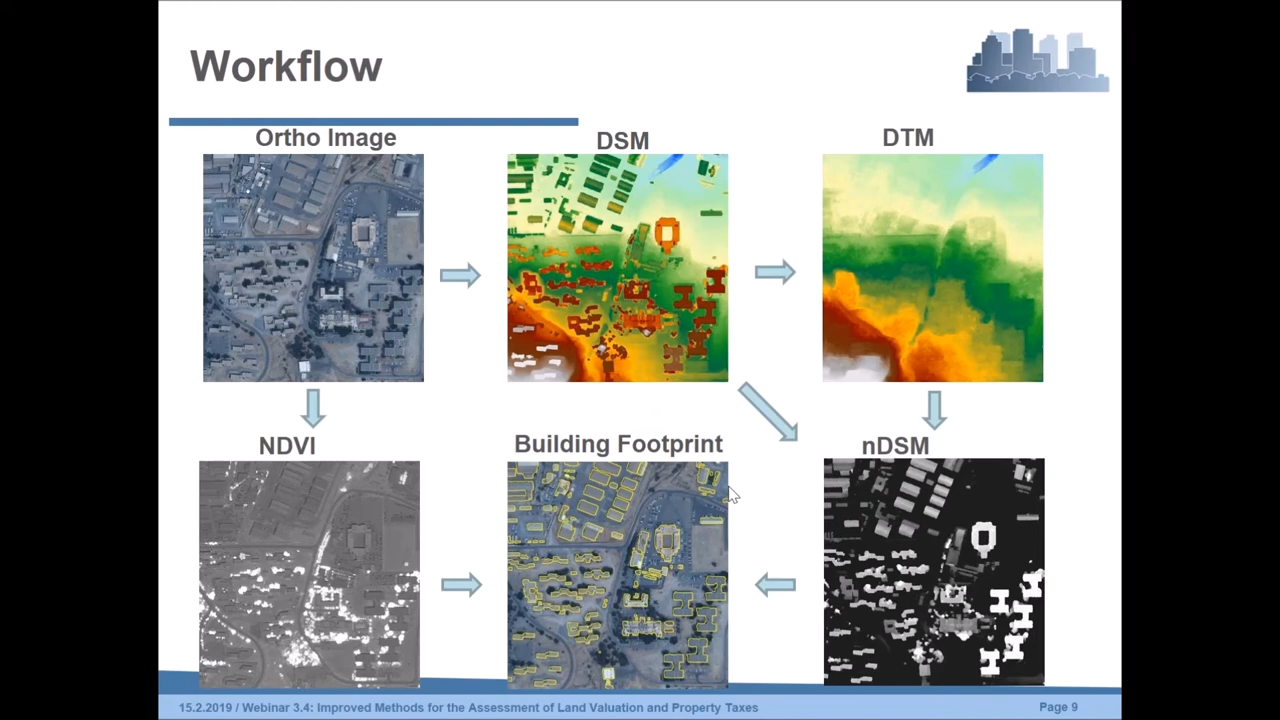 Workflow
Ortho Image
DSM
DTM
NDVI
Building Footprint
nDSM
15.2.2019 / Webinar 3.4: Improved Methods for the Assessment of Land Valuation and Property Taxes
Page 9